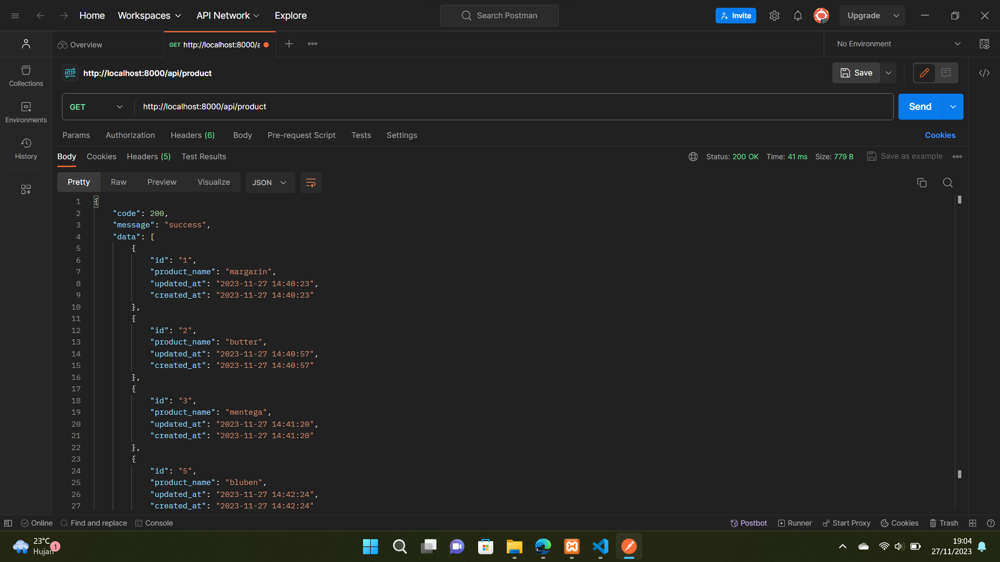 Home Workspaces API Network Explore Search Postman Invite Upgrade
Overview GET http://localhost:8000/a No Environment
HTTP http://localhost:8000/api/product Save
Collections
Environments
History
GET http://localhost:8000/api/product Send
Params Authorization Headers (6) Body Pre-request Script Tests Settings Cookies
Body Cookies Headers (5) Test Results Status: 200 OK Time: 41 ms Size: 779 B Save as example
Pretty Raw Preview Visualize JSON
1 {
2 "code": 200,
3 "message": "success",
4 "data": [
5 {
6 "id": "1",
7 "product_name": "margarin",
8 "updated_at": "2023-11-27 14:40:23",
9 "created_at": "2023-11-27 14:40:23"
10 },
11 {
12 "id": "2",
13 "product_name": "butter",
14 "updated_at": "2023-11-27 14:40:57",
15 "created_at": "2023-11-27 14:40:57"
16 },
17 {
18 "id": "3",
19 "product_name": "mentega",
20 "updated_at": "2023-11-27 14:41:20",
21 "created_at": "2023-11-27 14:41:20"
22 },
23 {
24 "id": "5",
25 "product_name": "bluben",
26 "updated_at": "2023-11-27 14:42:24",
27 "created_at": "2023-11-27 14:42:24"
Online Find and replace Console Postbot Runner Start Proxy Cookies Trash
23°C
Hujan 1
19:04
27/11/2023